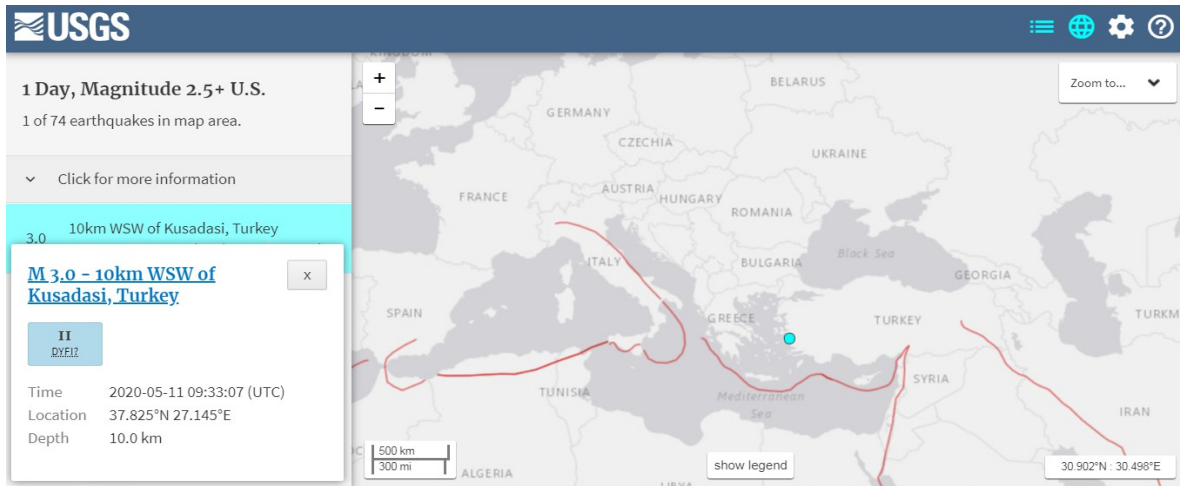 USGS
1 Day, Magnitude 2.5+ U.S.
1 of 74 earthquakes in map area.
Click for more information
3.0
10km WSW of Kusadasi, Turkey
M 3.0 - 10km WSW of
Kusadasi, Turkey
x
II
DYFI?
Time 2020-05-11 09:33:07 (UTC)
Location 37.825°N 27.145°E
Depth 10.0 km
+
−
Zoom to...
BELARUS
GERMANY
CZECHIA
UKRAINE
FRANCE
AUSTRIA
HUNGARY
ROMANIA
ITALY
BULGARIA
Black Sea
GEORGIA
SPAIN
GREECE
TURKEY
TURKM
TUNISIA
SYRIA
Mediterranean
Sea
IRAN
500 km
300 mi
ALGERIA
show legend
30.902°N : 30.498°E